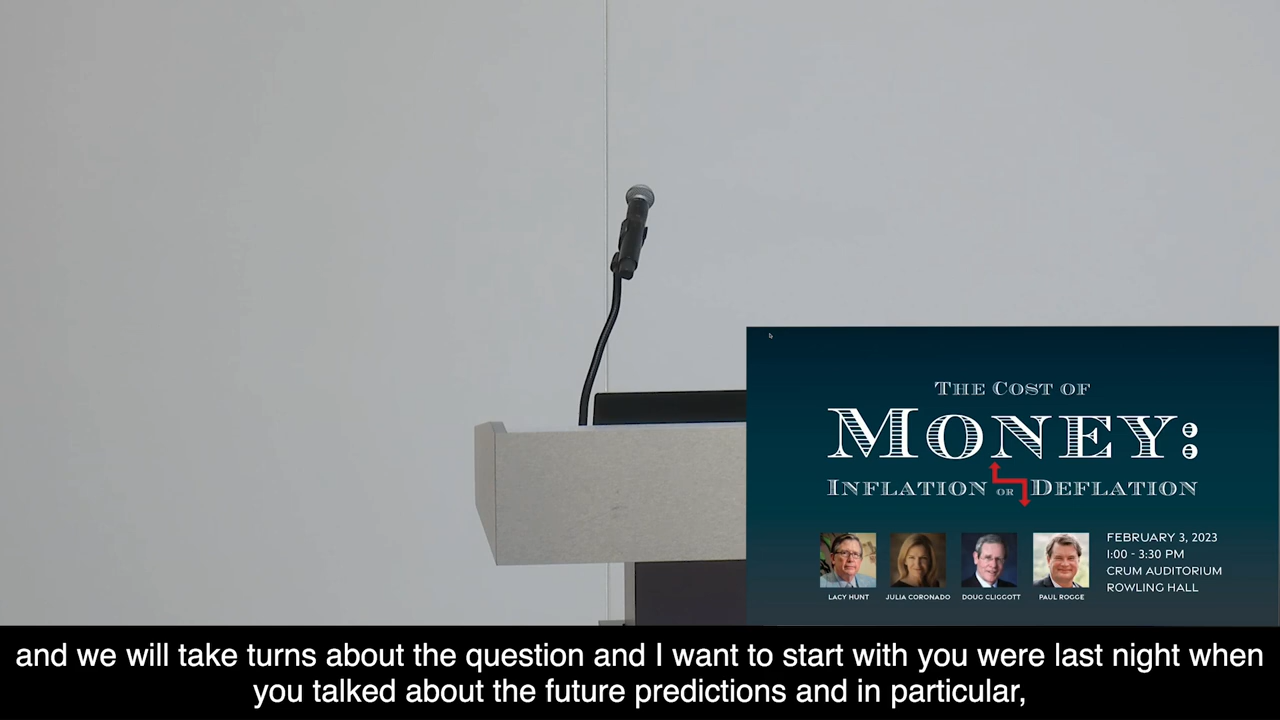 THE COST OF
MONEY:
INFLATION OR DEFLATION
LACY HUNT
JULIA CORONADO
DOUG CLIGGOTT
PAUL ROGGE
FEBRUARY 3, 2023
1:00 - 3:30 PM
CRUM AUDITORIUM
ROWLING HALL
and we will take turns about the question and I want to start with you were last night when
you talked about the future predictions and in particular,